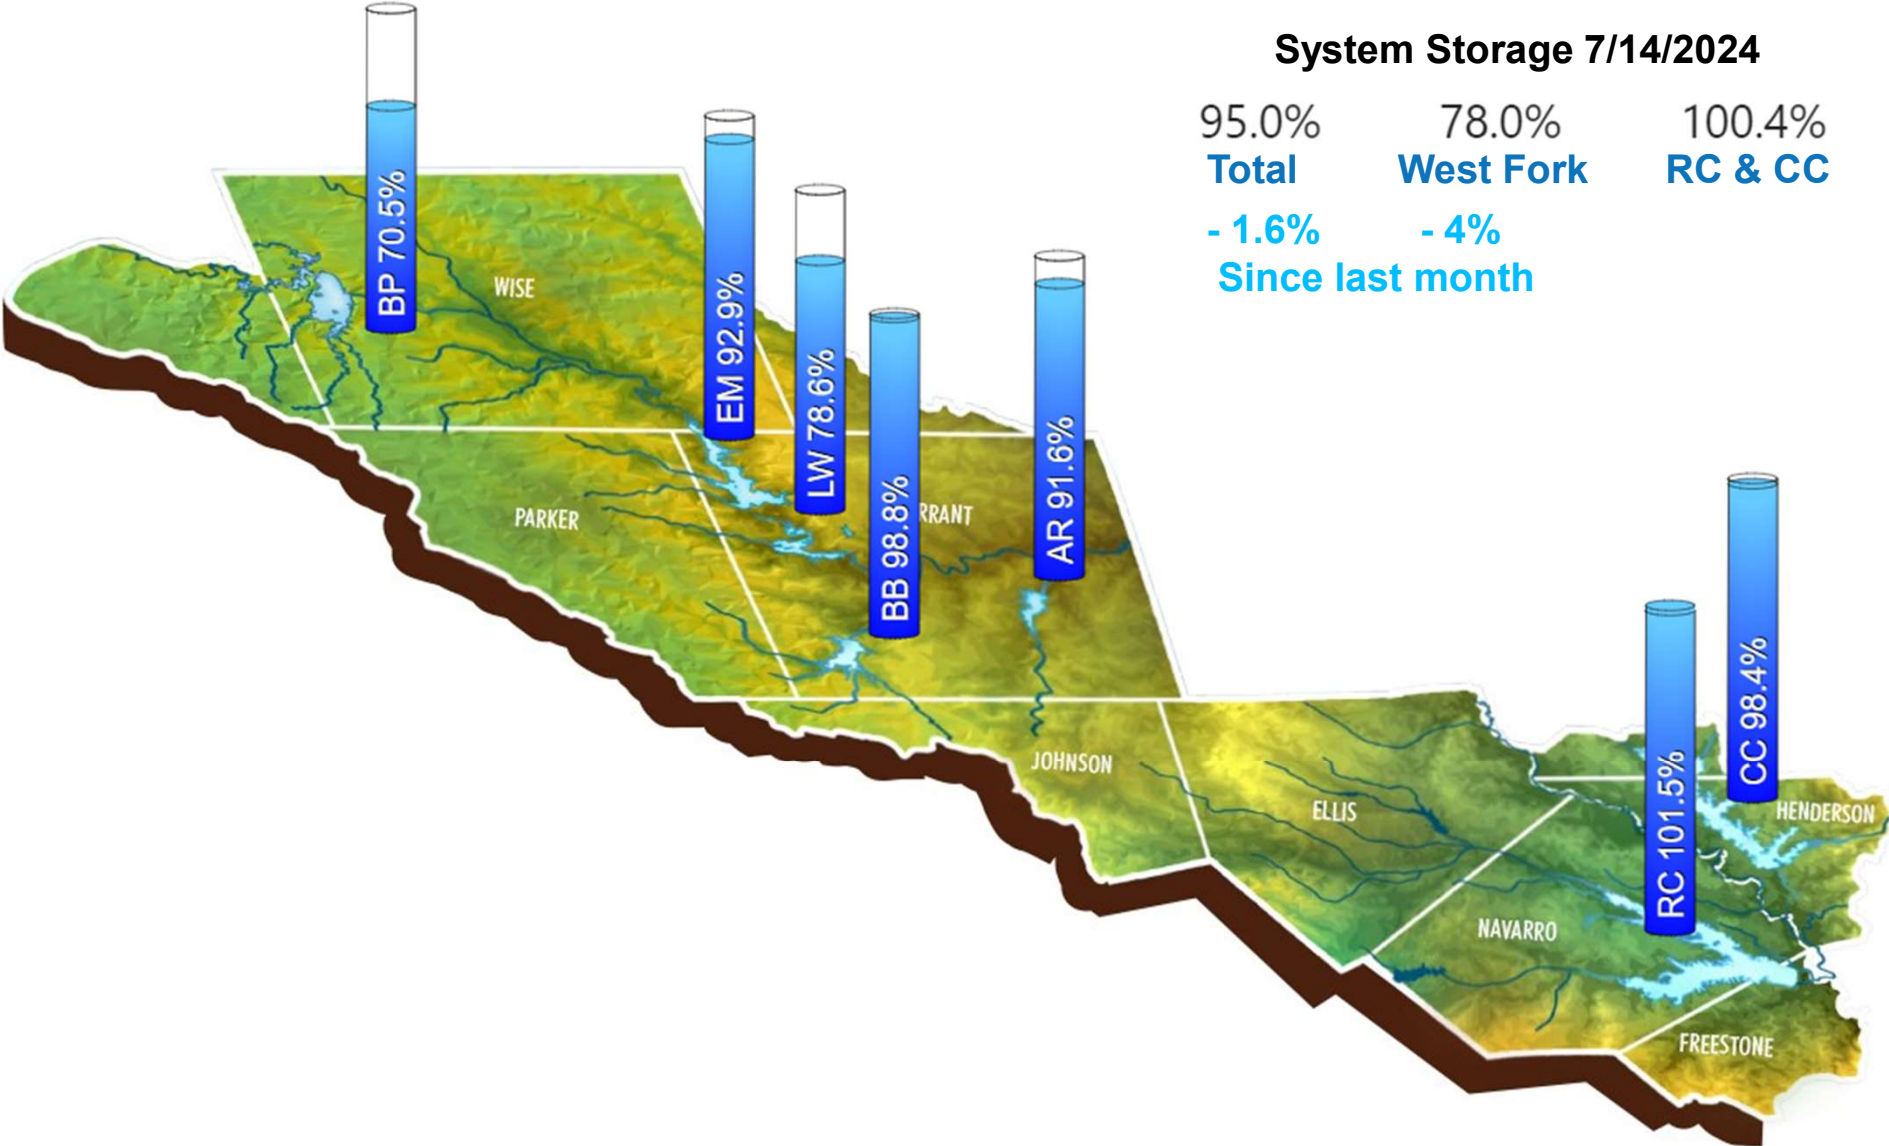 System Storage 7/14/2024
95.0% 78.0% 100.4%
Total West Fork RC & CC
- 1.6% - 4%
Since last month
BP 70.5%
EM 92.9%
LW 78.6%
BB 98.8%
AR 91.6%
CC 98.4%
RC 101.5%
WISE
PARKER
RRANT
JOHNSON
ELLIS
HENDERSON
NAVARRO
FREESTONE